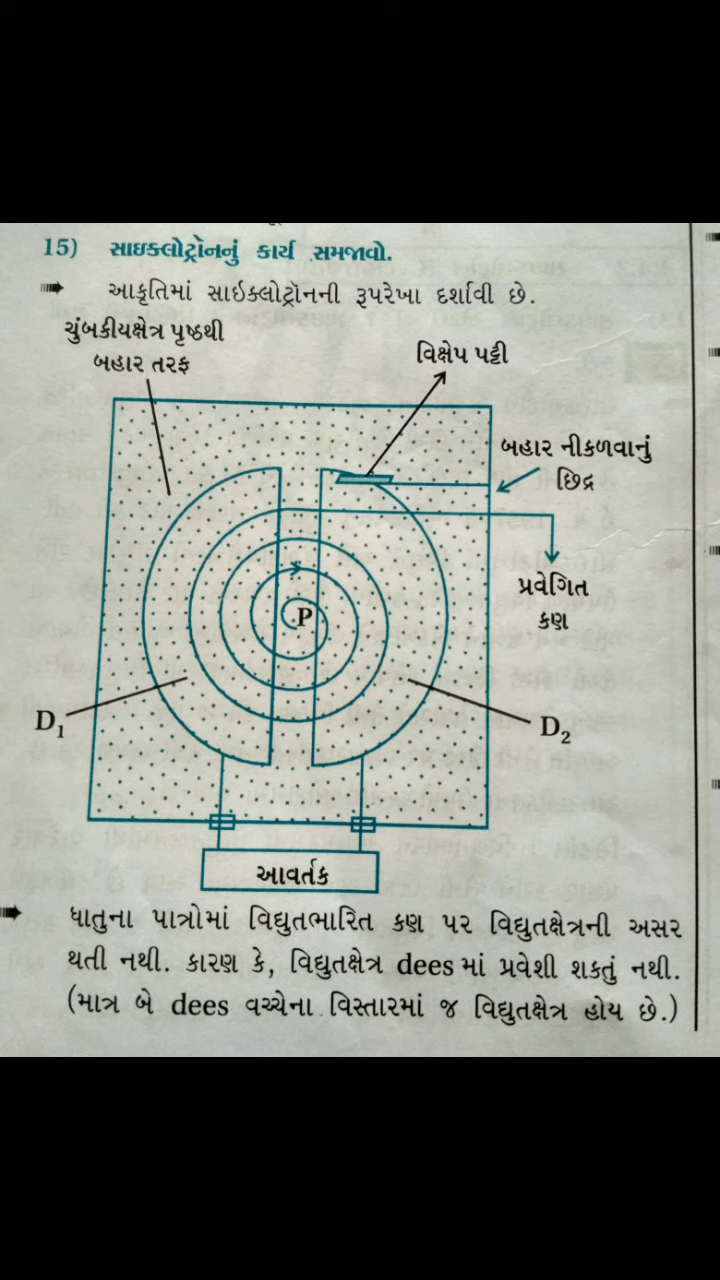 15) સાઇક્લોટ્રૉનનું કાર્ય સમજાવો.
આકૃતિમાં સાઇક્લોટ્રૉનની રૂપરેખા દર્શાવી છે.
ચુંબકીયક્ષેત્ર પૃષ્ઠથી
બહાર તરફ
વિક્ષેપ પટ્ટી
બહાર નીકળવાનું
છિદ્ર
પ્રવેગિત
કણ
P
D₁
D₂
આવર્તક
ધાતુના પાત્રોમાં વિદ્યુતભારિત કણ પર વિદ્યુતક્ષેત્રની અસર
થતી નથી. કારણ કે, વિદ્યુતક્ષેત્ર dees માં પ્રવેશી શકતું નથી.
(માત્ર બે dees વચ્ચેના વિસ્તારમાં જ વિદ્યુતક્ષેત્ર હોય છે.)